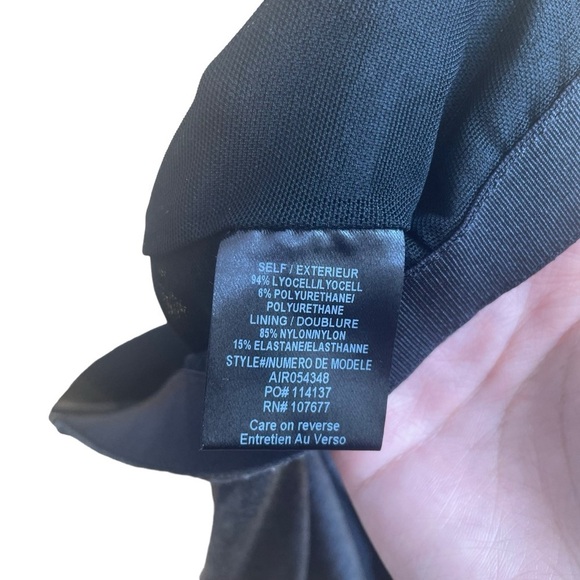 SELF / EXTERIEUR
94% LYOCELL/LYOCELL
6% POLYURETHANE/
POLYURETHANE
LINING / DOUBLURE
85% NYLON/NYLON
15% ELASTANE/ELASTHANNE
STYLE#/NUMERO DE MODELE
AIR054348
PO# 114137
RN# 107677
Care on reverse
Entretien Au Verso